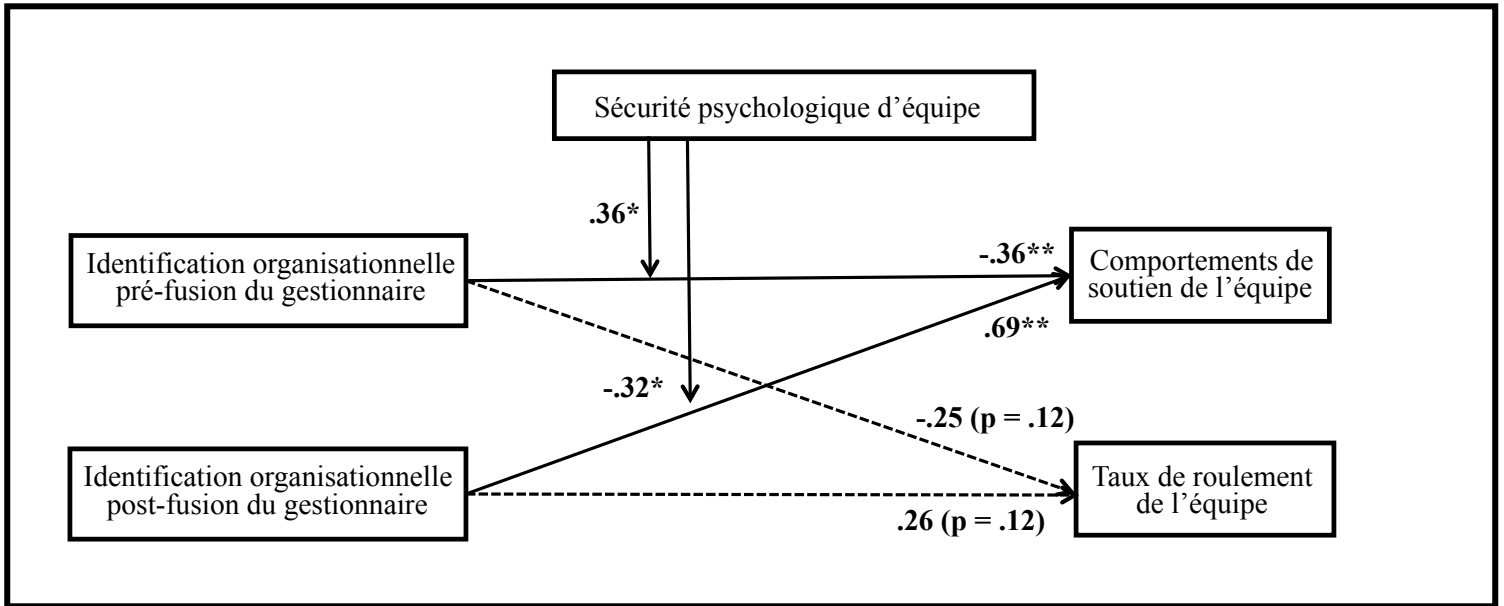 Sécurité psychologique d’équipe
.36*
Identification organisationnelle
pré-fusion du gestionnaire
-.36**
Comportements de
soutien de l’équipe
.69**
-.32*
-.25 (p = .12)
Identification organisationnelle
post-fusion du gestionnaire
Taux de roulement
de l’équipe
.26 (p = .12)